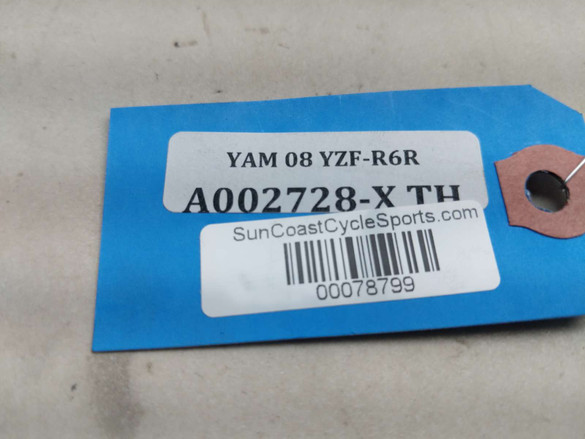 YAM 08 YZF-R6R
A002728-X TH
SunCoastCycleSports.com
00078799